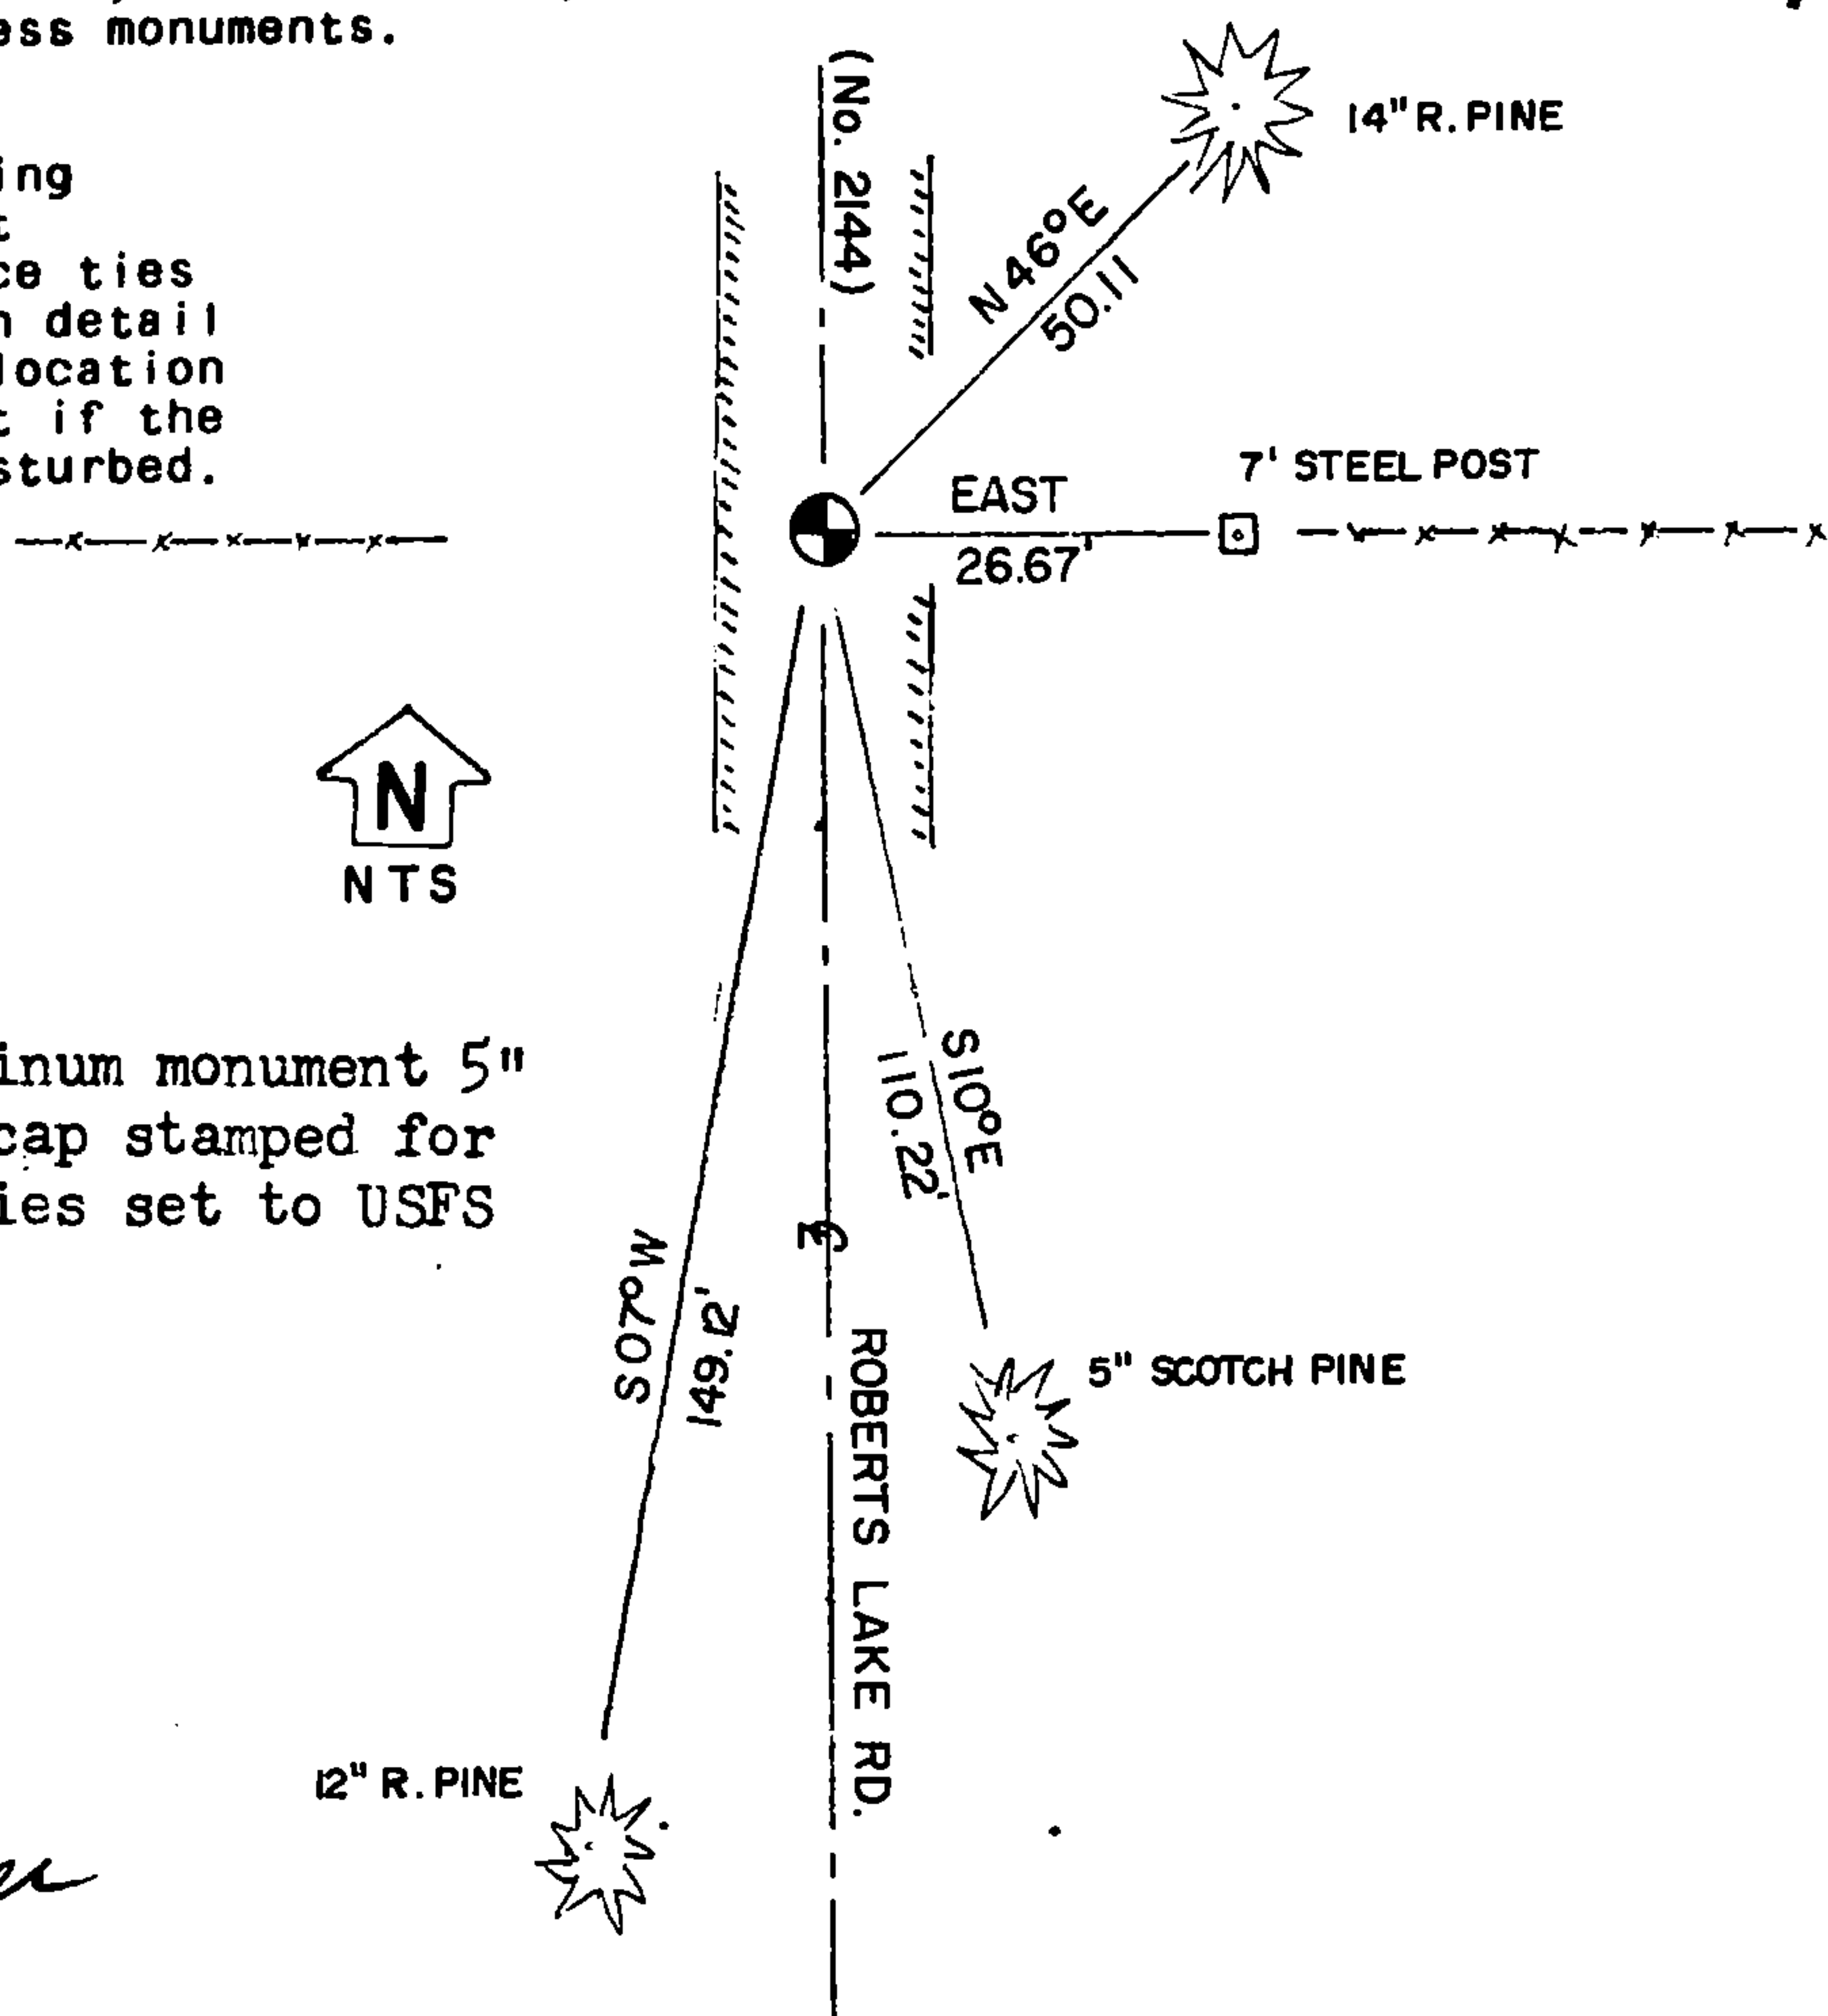 ess monuments.
ing
t
ce ties
n detail
location
t if the
sturbed.
(No. 2144)
14" R. PINE
N46°E
50.11
7' STEEL POST
EAST
26.67'
N
NTS
inum monument 5"
cap stamped for
ies set to USFS
S10°E
110.22'
S07°W
149.12'
℄
ROBERTS LAKE RD.
5" SCOTCH PINE
12" R. PINE